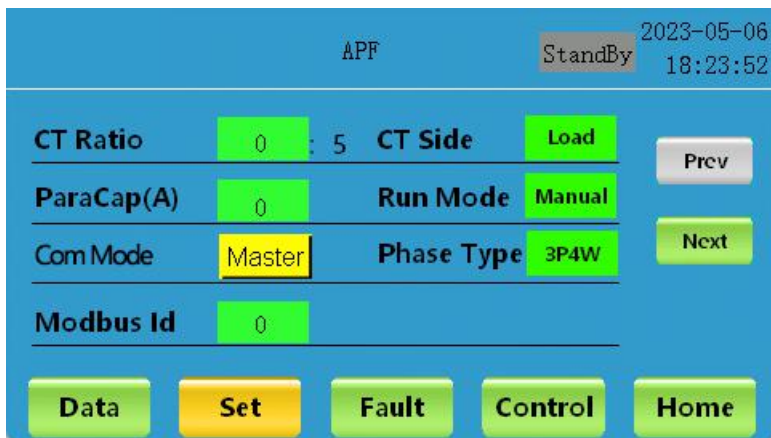 APF
StandBy
2023-05-06
18:23:52
CT Ratio 0 : 5 CT Side Load
ParaCap(A) 0 Run Mode Manual
Com Mode Master Phase Type 3P4W
Modbus Id 0
Prev
Next
Data Set Fault Control Home